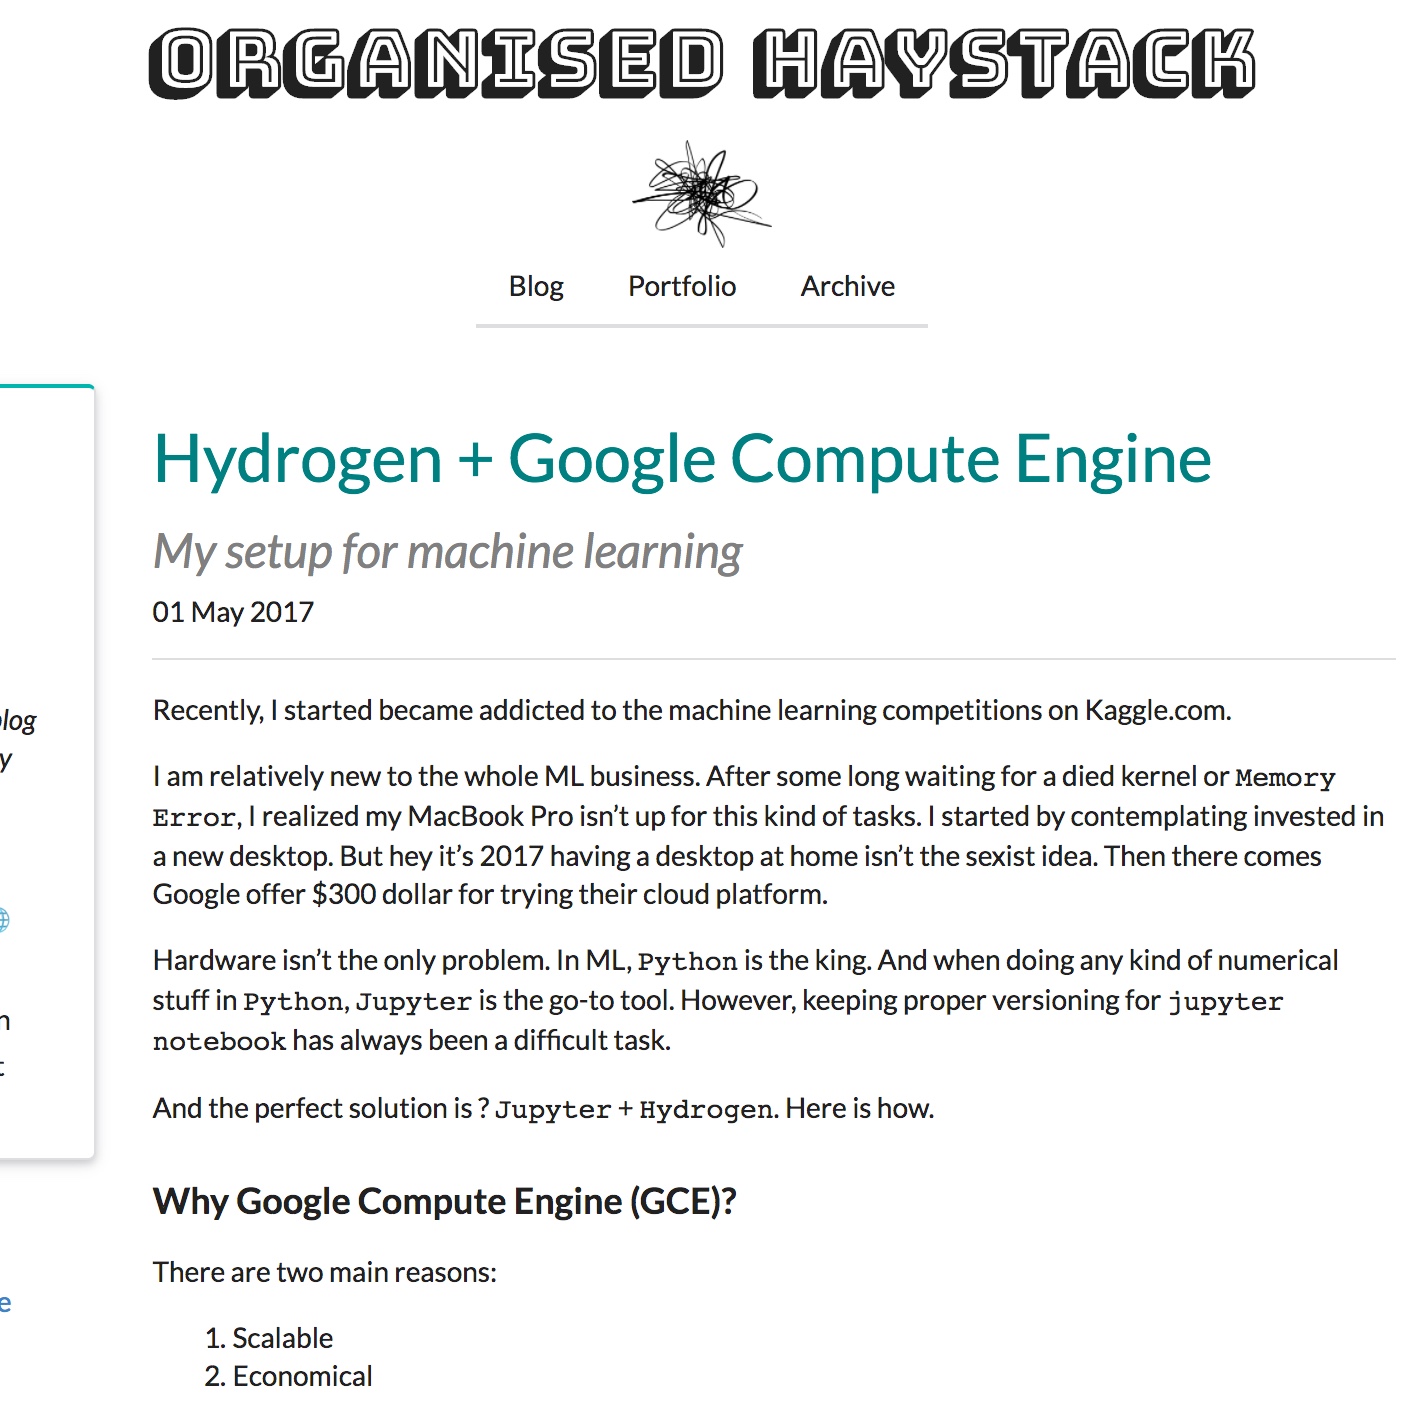 ORGANISED HAYSTACK
Blog Portfolio Archive
Hydrogen + Google Compute Engine
My setup for machine learning
01 May 2017
Recently, I started became addicted to the machine learning competitions on Kaggle.com.
I am relatively new to the whole ML business. After some long waiting for a died kernel or Memory
Error, I realized my MacBook Pro isn’t up for this kind of tasks. I started by contemplating invested in
a new desktop. But hey it’s 2017 having a desktop at home isn’t the sexist idea. Then there comes
Google offer $300 dollar for trying their cloud platform.
Hardware isn’t the only problem. In ML, Python is the king. And when doing any kind of numerical
stuff in Python, Jupyter is the go-to tool. However, keeping proper versioning for jupyter
notebook has always been a difficult task.
And the perfect solution is ? Jupyter + Hydrogen. Here is how.
Why Google Compute Engine (GCE)?
There are two main reasons:
1. Scalable
2. Economical